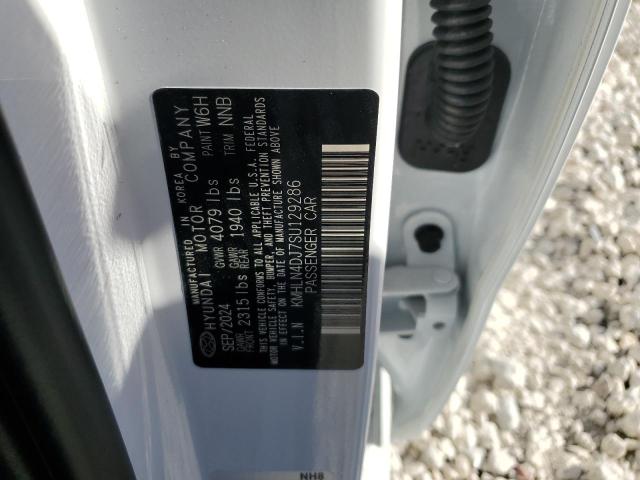 MANUFACTURED IN KOREA BY
HYUNDAI MOTOR COMPANY
SEP/2024 GVWR 4079 lbs PAINT W6H
GAWR FRONT 2315 lbs GAWR REAR 1940 lbs TRIM NNB
THIS VEHICLE CONFORMS TO ALL APPLICABLE U.S.A. FEDERAL
MOTOR VEHICLE SAFETY, BUMPER, AND THEFT PREVENTION STANDARDS
IN EFFECT ON THE DATE OF MANUFACTURE SHOWN ABOVE
V.I.N KMHLN4DJ7SU129286
PASSENGER CAR
NH8